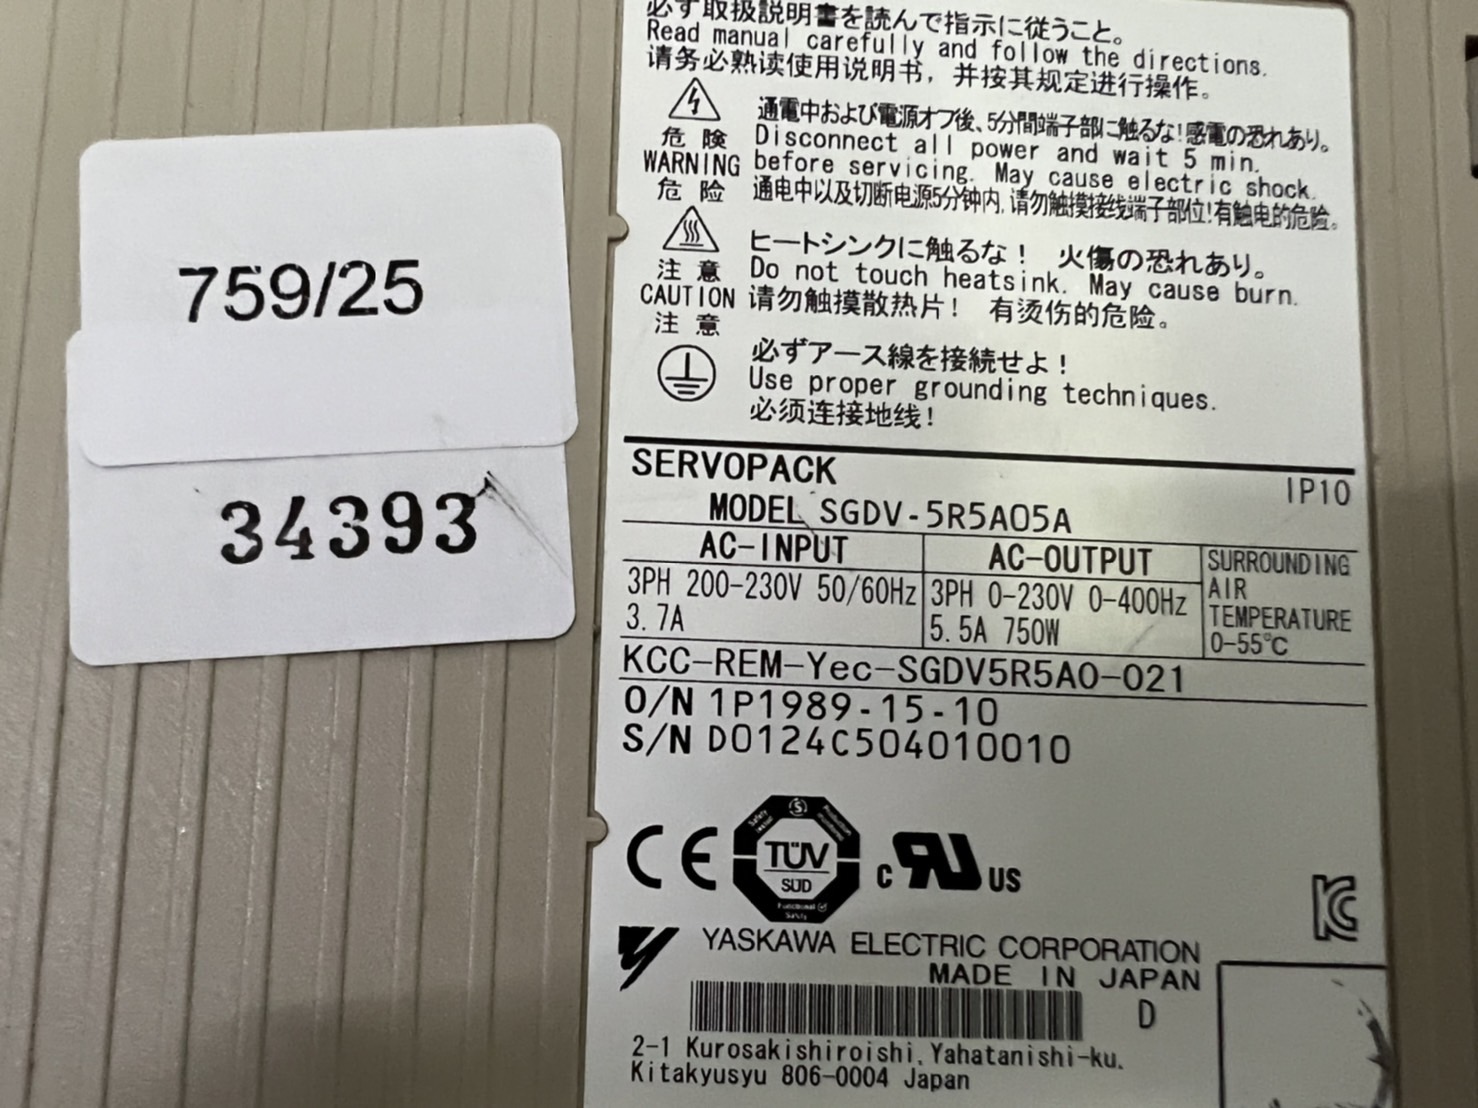 必ず取扱説明書を読んで指示に従うこと。
Read manual carefully and follow the directions.
请务必熟读使用说明书，并按其规定进行操作。
危険
WARNING
危险
通電中および電源オフ後、5分間端子部に触るな!感電の恐れあり。
Disconnect all power and wait 5 min.
before servicing. May cause electric shock.
通电中以及切断电源5分钟内,请勿触摸接线端子部位!有触电的危险。
注意
CAUTION
注意
ヒートシンクに触るな! 火傷の恐れあり。
Do not touch heatsink. May cause burn.
请勿触摸散热片! 有烫伤的危险。
必ずアース線を接続せよ!
Use proper grounding techniques.
必须连接地线!
759/25
34393
SERVOPACK
IP10
MODEL SGDV-5R5A05A
AC-INPUT
3PH 200-230V 50/60Hz
3.7A
AC-OUTPUT
3PH 0-230V 0-400Hz
5.5A 750W
SURROUNDING
AIR
TEMPERATURE
0-55℃
KCC-REM-Yec-SGDV5R5A0-021
O/N 1P1989-15-10
S/N D0124C504010010
CE
TÜV
SÜD
Functional
Safety
c RU US
KC
YASKAWA ELECTRIC CORPORATION
MADE IN JAPAN
D
2-1 Kurosakishiroishi, Yahatanishi-ku.
Kitakyusyu 806-0004 Japan